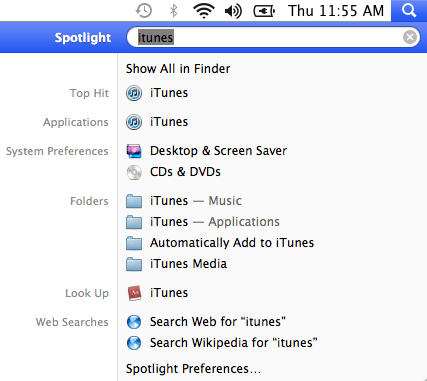 Thu 11:55 AM
Spotlight itunes
Show All in Finder
Top Hit iTunes
Applications iTunes
System Preferences Desktop & Screen Saver
CDs & DVDs
Folders iTunes — Music
iTunes — Applications
Automatically Add to iTunes
iTunes Media
Look Up iTunes
Web Searches Search Web for “itunes”
Search Wikipedia for “itunes”
Spotlight Preferences...